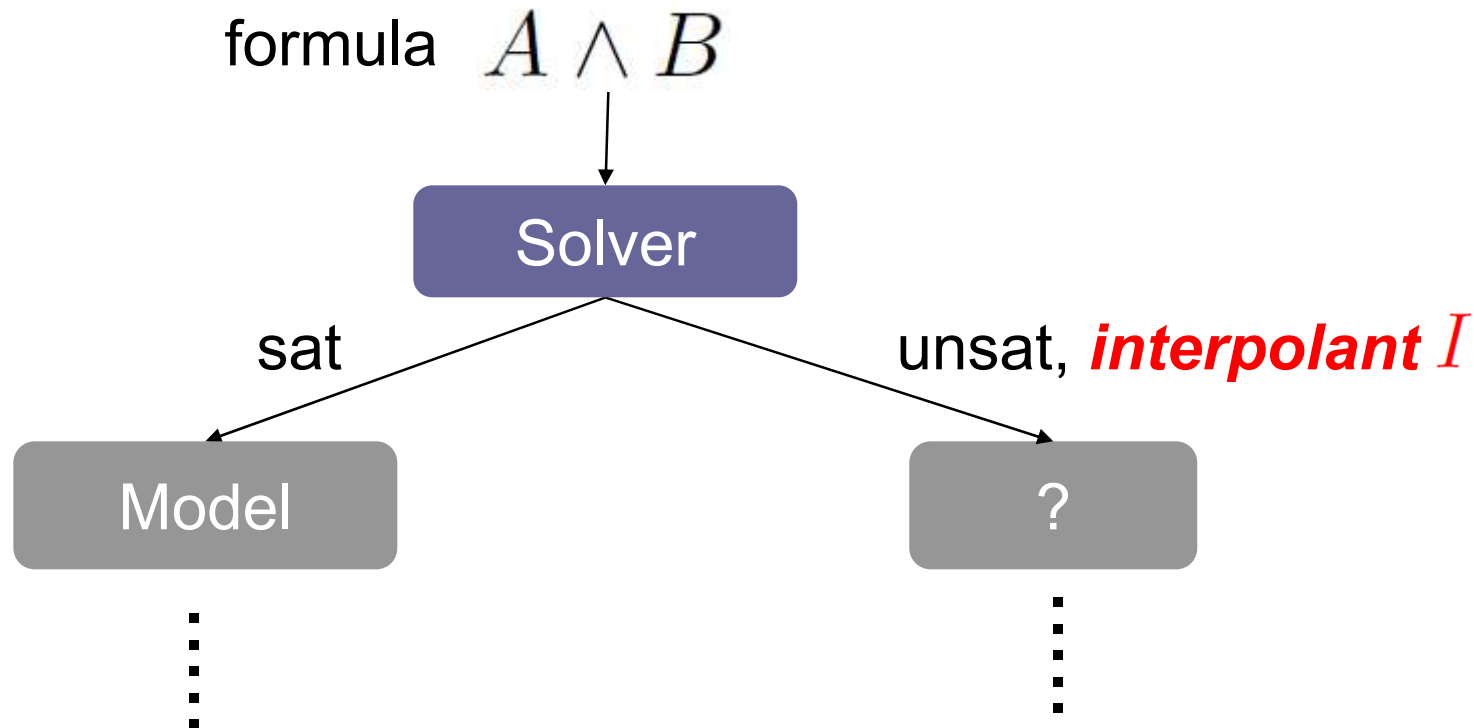 formula A ∧ B
Solver
sat
unsat, interpolant I
Model
?